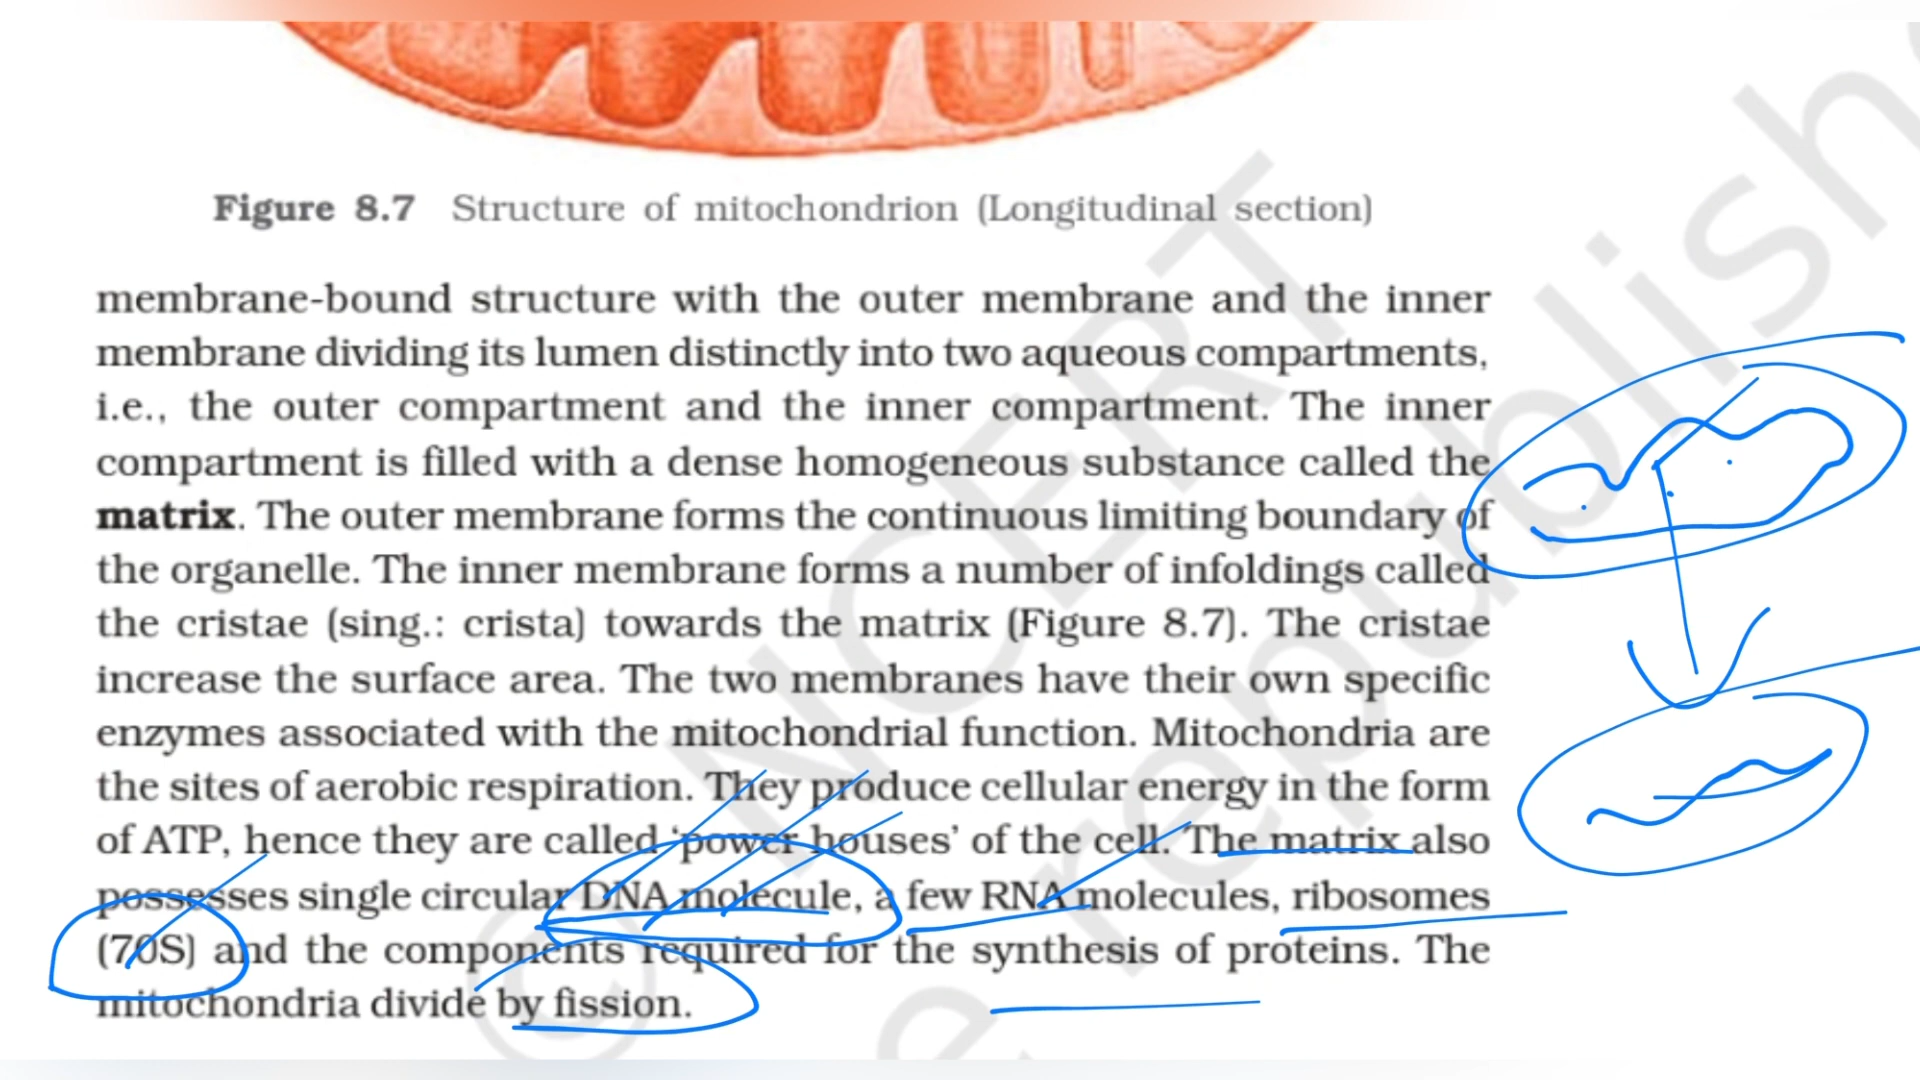 Figure 8.7 Structure of mitochondrion (Longitudinal section)
membrane-bound structure with the outer membrane and the inner
membrane dividing its lumen distinctly into two aqueous compartments,
i.e., the outer compartment and the inner compartment. The inner
compartment is filled with a dense homogeneous substance called the
matrix. The outer membrane forms the continuous limiting boundary of
the organelle. The inner membrane forms a number of infoldings called
the cristae (sing.: crista) towards the matrix (Figure 8.7). The cristae
increase the surface area. The two membranes have their own specific
enzymes associated with the mitochondrial function. Mitochondria are
the sites of aerobic respiration. They produce cellular energy in the form
of ATP, hence they are called ‘power houses’ of the cell. The matrix also
possesses single circular DNA molecule, a few RNA molecules, ribosomes
(70S) and the components required for the synthesis of proteins. The
mitochondria divide by fission.
© NCERT
republish